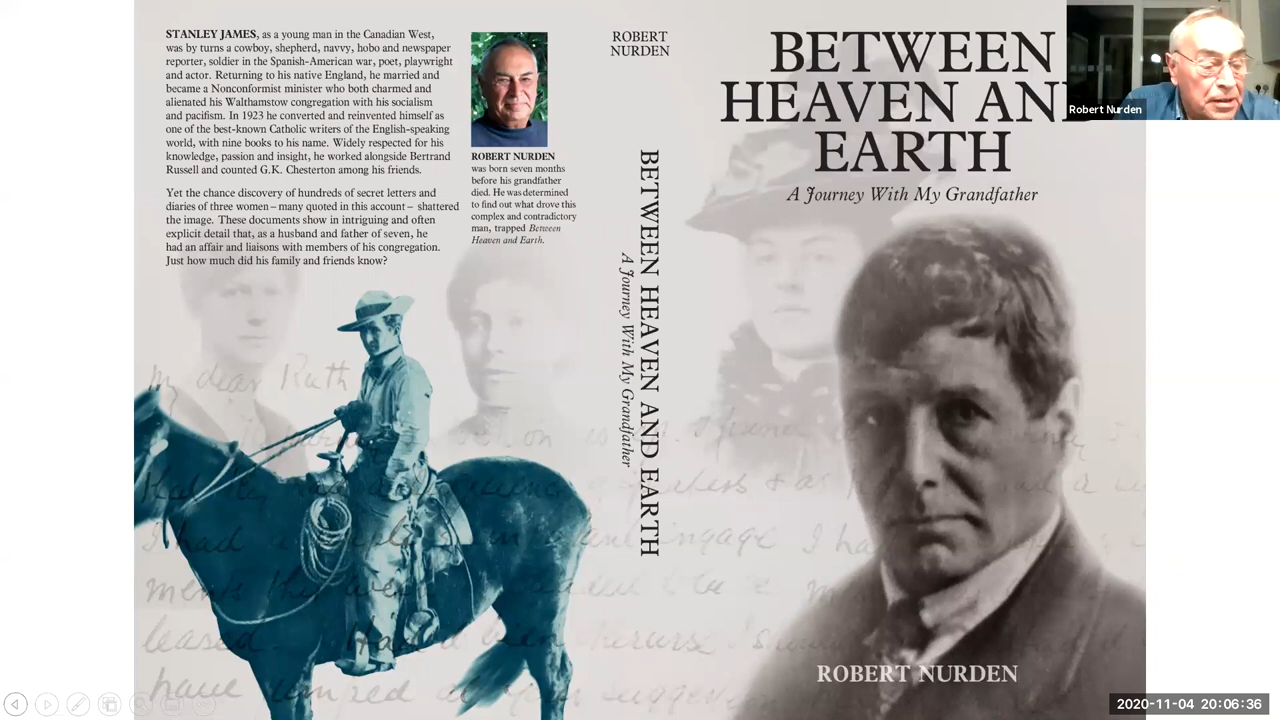 STANLEY JAMES, as a young man in the Canadian West,
was by turns a cowboy, shepherd, navvy, hobo and newspaper
reporter, soldier in the Spanish-American war, poet, playwright
and actor. Returning to his native England, he married and
became a Nonconformist minister who both charmed and
alienated his Walthamstow congregation with his socialism
and pacifism. In 1923 he converted and reinvented himself as
one of the best-known Catholic writers of the English-speaking
world, with nine books to his name. Widely respected for his
knowledge, passion and insight, he worked alongside Bertrand
Russell and counted G.K. Chesterton among his friends.
Yet the chance discovery of hundreds of secret letters and
diaries of three women – many quoted in this account – shattered
the image. These documents show in intriguing and often
explicit detail that, as a husband and father of seven, he
had an affair and liaisons with members of his congregation.
Just how much did his family and friends know?
ROBERT NURDEN
was born seven months
before his grandfather
died. He was determined
to find out what drove this
complex and contradictory
man, trapped Between
Heaven and Earth.
My dear Ruth
I had
engage I ha
leased.
have
ROBERT
NURDEN
BETWEEN HEAVEN AND EARTH
A Journey With My Grandfather
BETWEEN
HEAVEN AND
EARTH
A Journey With My Grandfather
ROBERT NURDEN
Robert Nurden
2020-11-04 20:06:36